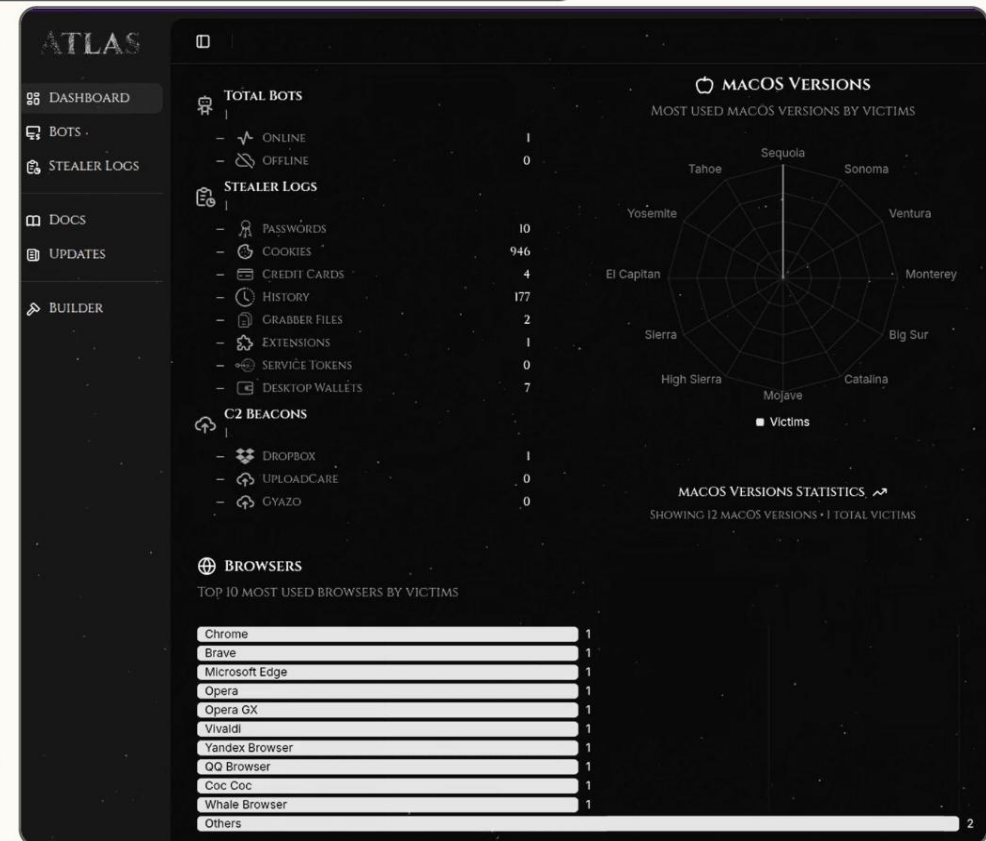 ATLAS
Dashboard
Bots
Stealer Logs
Docs
Updates
Builder
Total Bots
1
Online 1
Offline 0
Stealer Logs
1
Passwords 10
Cookies 946
Credit Cards 4
History 177
Grabber Files 2
Extensions 1
Service Tokens 0
Desktop Wallets 7
C2 Beacons
1
Dropbox 1
UploadCare 0
Gyazo 0
macOS Versions
Most used macOS versions by victims
Sequoia
Sonoma
Ventura
Monterey
Big Sur
Catalina
Mojave
High Sierra
Sierra
El Capitan
Yosemite
Tahoe
Victims
macOS Versions Statistics
Showing 12 macOS versions • 1 total victims
Browsers
Top 10 most used browsers by victims
Chrome 1
Brave 1
Microsoft Edge 1
Opera 1
Opera GX 1
Vivaldi 1
Yandex Browser 1
QQ Browser 1
Coc Coc 1
Whale Browser 1
Others 2